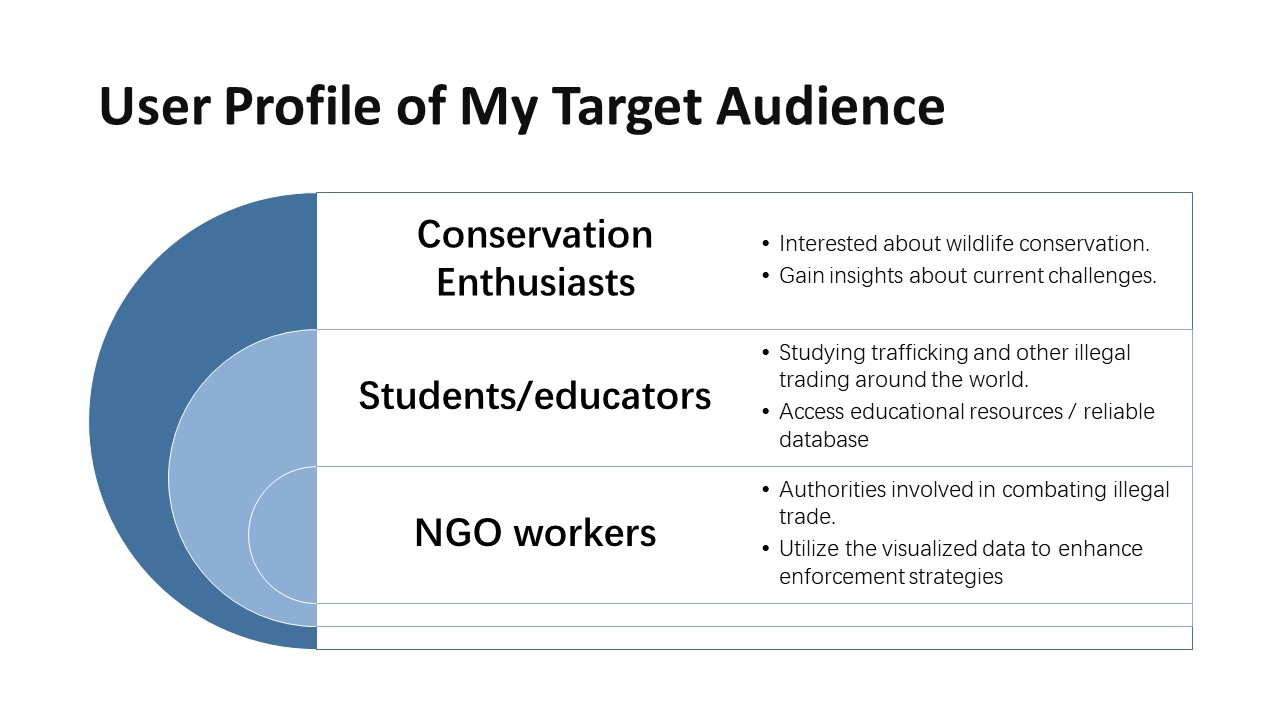 User Profile of My Target Audience
Conservation
Enthusiasts
• Interested about wildlife conservation.
• Gain insights about current challenges.
Students/educators
• Studying trafficking and other illegal
trading around the world.
• Access educational resources / reliable
database
NGO workers
• Authorities involved in combating illegal
trade.
• Utilize the visualized data to enhance
enforcement strategies